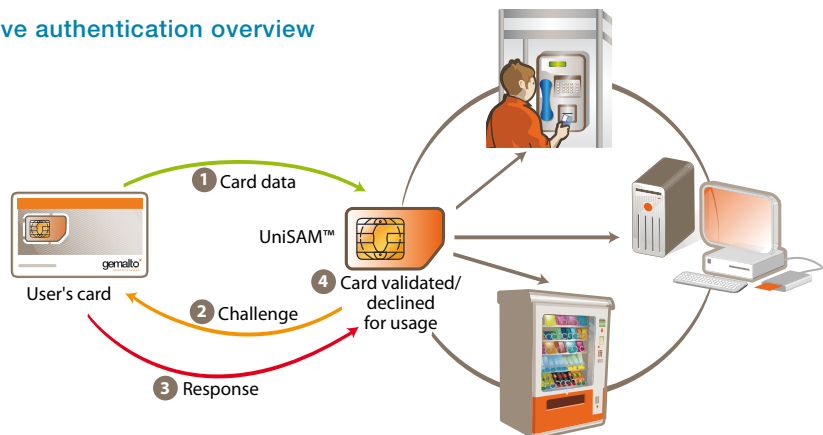 ve authentication overview
1 Card data
UniSAM™
gemalto
User's card
4 Card validated/
declined
for usage
2 Challenge
3 Response